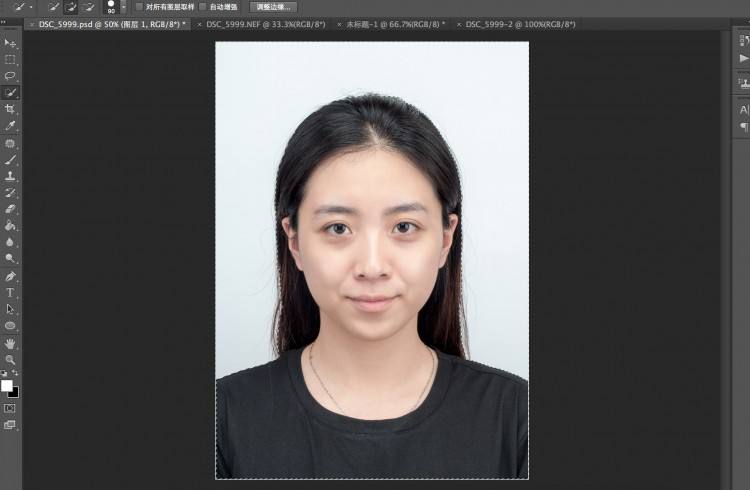 90 对所有图层取样 自动增强 调整边缘...
× DSC_5999.psd @ 50% (图层 1, RGB/8*) * × DSC_5999.NEF @ 33.3%(RGB/8*) × 未标题-1 @ 66.7%(RGB/8) * × DSC_5999-2 @ 100%(RGB/8*)